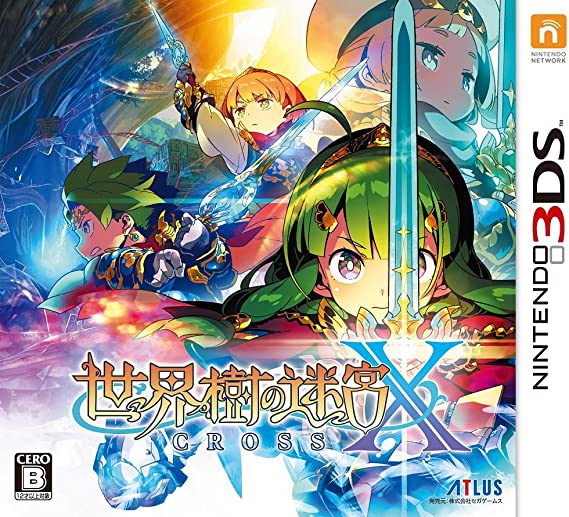 NINTENDO
NETWORK
NINTENDO 3DS™
世界樹の迷宮X
CROSS
CERO
B
12才以上対象
ATLUS
発売元:株式会社セガゲームス